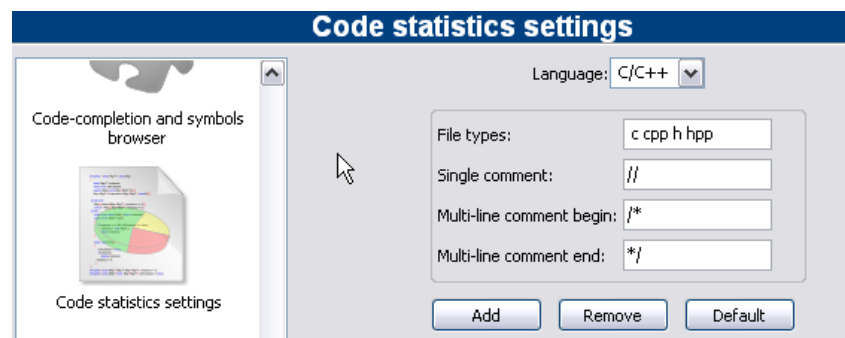 Code statistics settings
Code-completion and symbols
browser
Code statistics settings
Language: C/C++
File types: c cpp h hpp
Single comment: //
Multi-line comment begin: /*
Multi-line comment end: */
Add Remove Default